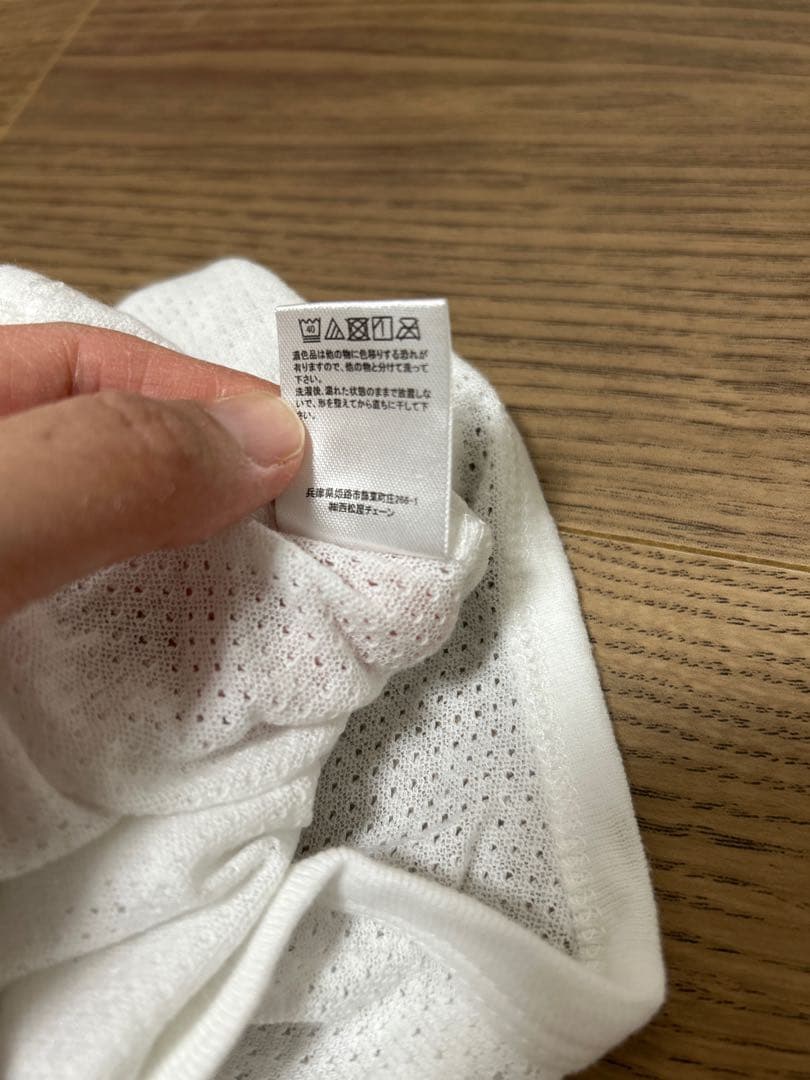 40
濃色品は他の物に色移りする恐れが
有りますので、他の物と分けて洗って
下さい。
洗濯後、濡れた状態のままで放置しな
いで、形を整えてから直ちに干して下
さい。
兵庫県姫路市飾東町庄266-1
㈱西松屋チェーン